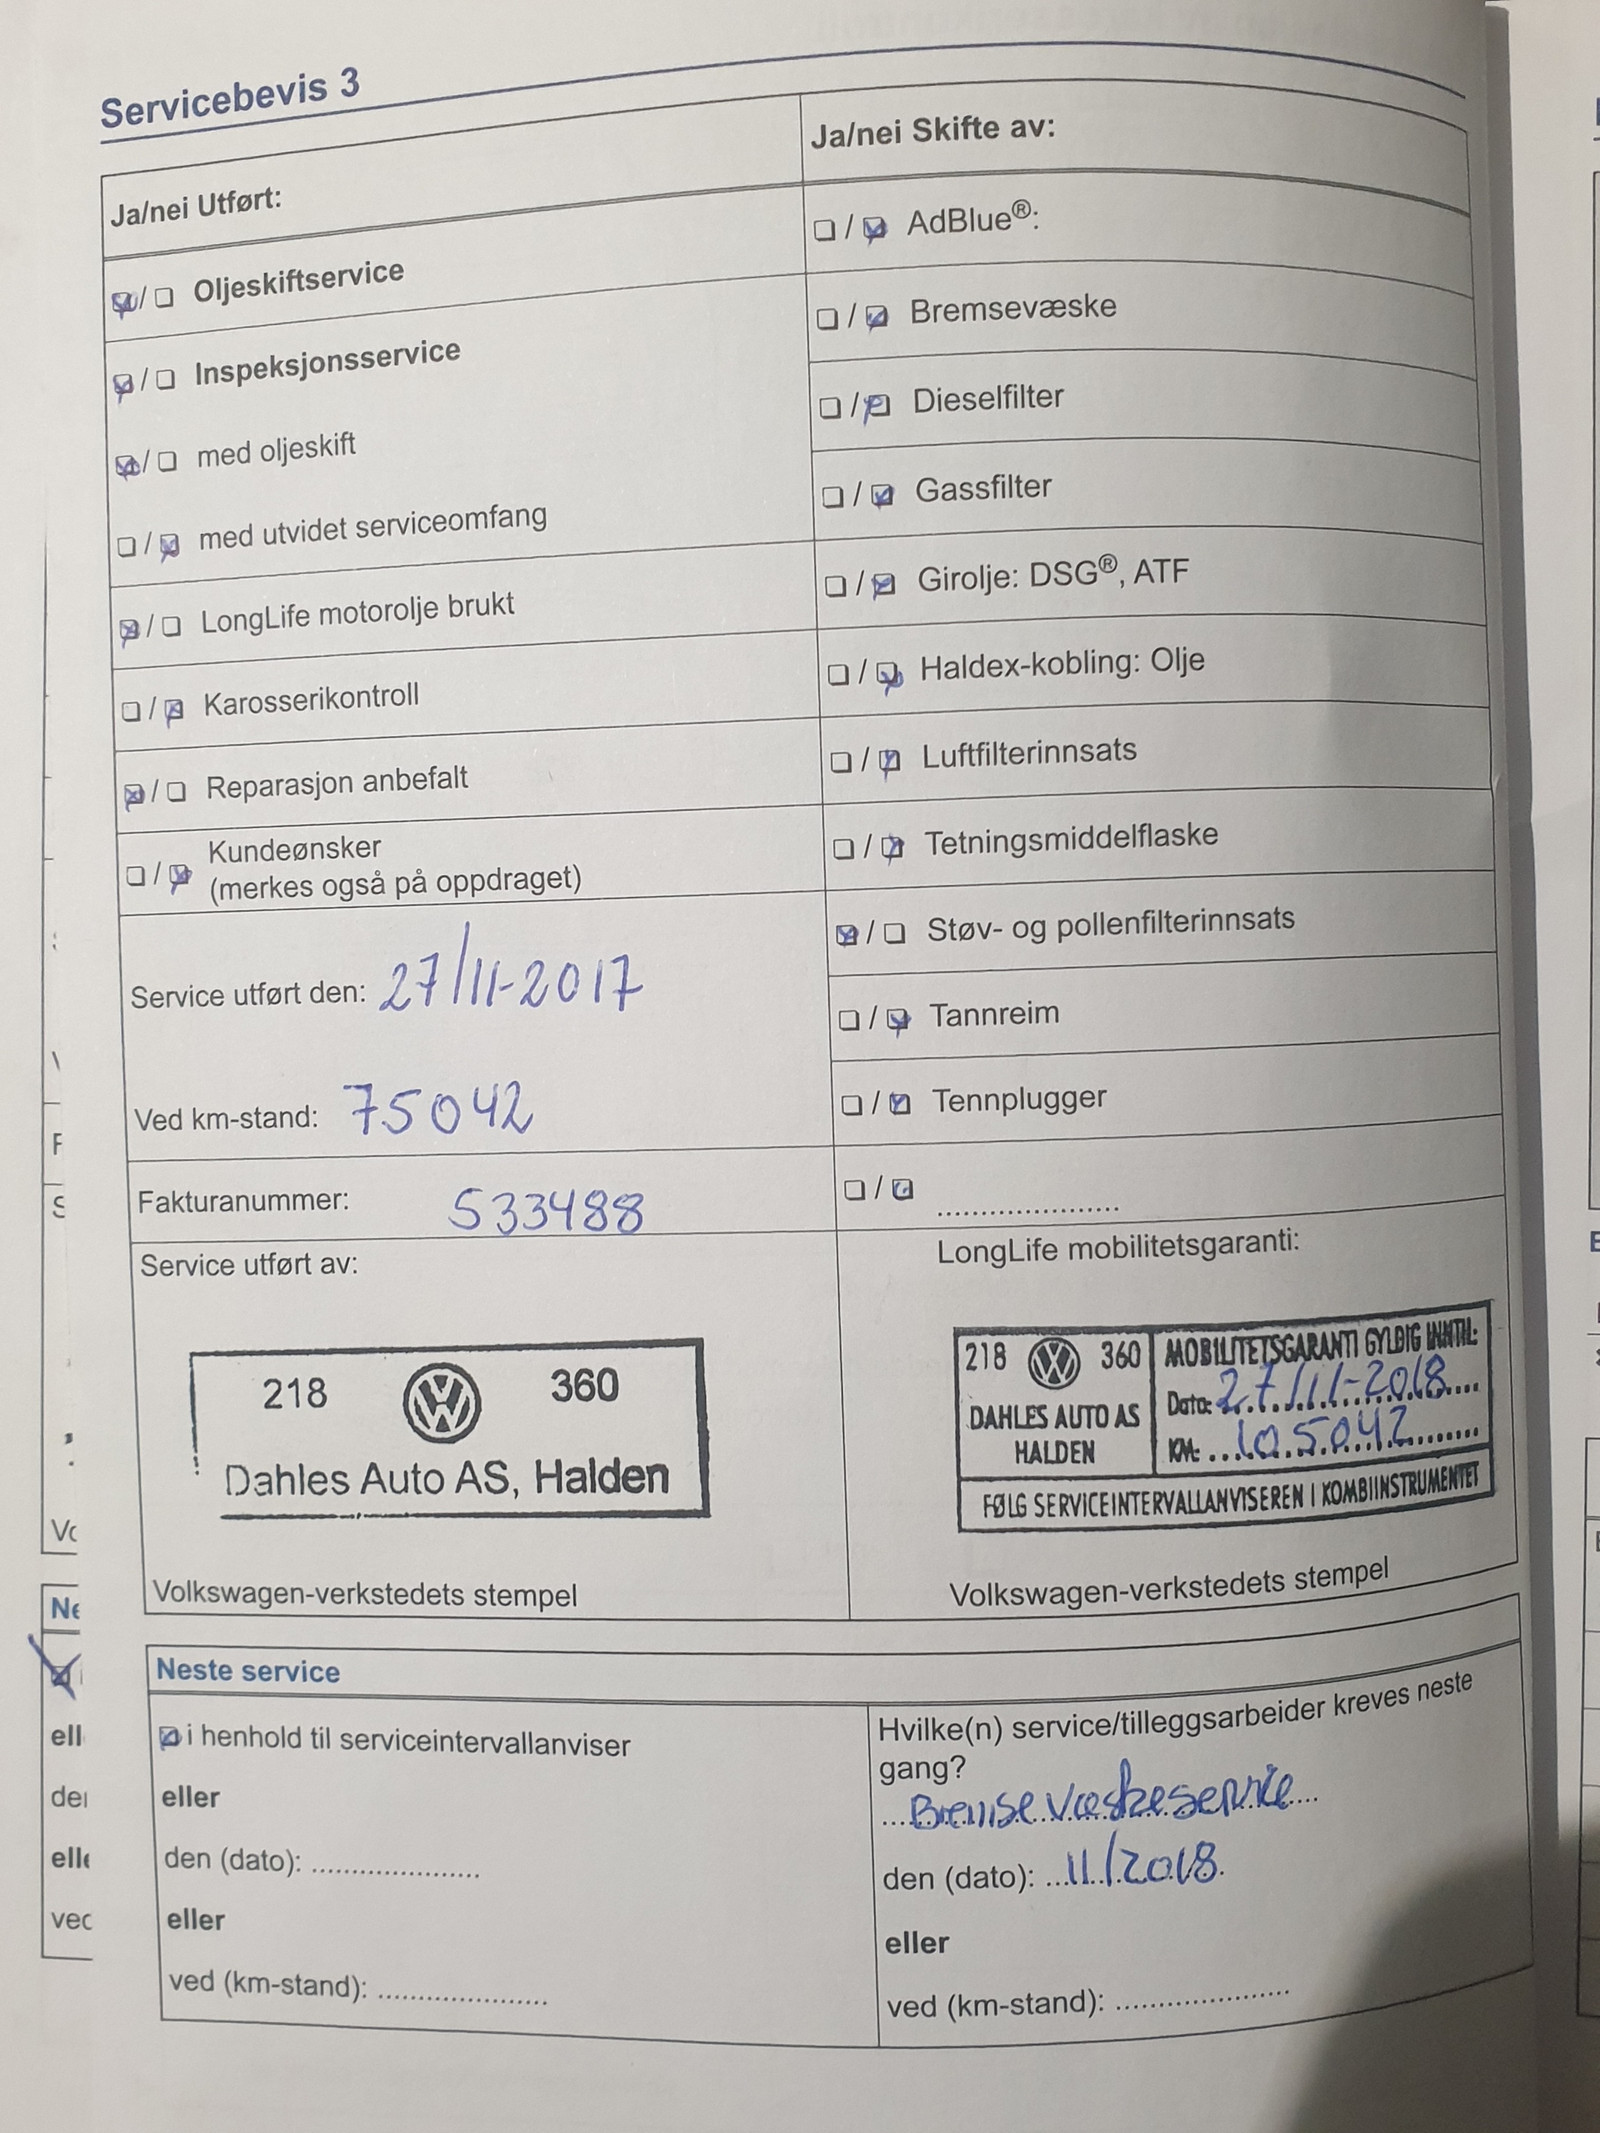 Servicebevis 3
Ja/nei Utført:
☑/☐ Oljeskiftservice
☑/☐ Inspeksjonsservice
☑/☐ med oljeskift
☐/☑ med utvidet serviceomfang
☑/☐ LongLife motorolje brukt
☐/☑ Karosserikontroll
☑/☐ Reparasjon anbefalt
☐/☑ Kundeønsker
(merkes også på oppdraget)
Service utført den: 27/11-2017
Ved km-stand: 75042
Fakturanummer: 533488
Service utført av:
218 360
Dahles Auto AS, Halden
Volkswagen-verkstedets stempel
Ja/nei Skifte av:
☐/☑ AdBlue®:
☐/☑ Bremsevæske
☐/☑ Dieselfilter
☐/☑ Gassfilter
☐/☑ Girolje: DSG®, ATF
☐/☑ Haldex-kobling: Olje
☐/☑ Luftfilterinnsats
☐/☑ Tetningsmiddelflaske
☑/☐ Støv- og pollenfilterinnsats
☐/☑ Tannreim
☐/☑ Tennplugger
☐/☑ .....................
LongLife mobilitetsgaranti:
218 360
DAHLES AUTO AS
HALDEN
MOBILITETSGARANTI GYLDIG INNTIL:
Dato: 27/11-2018
KM: 105042
FØLG SERVICEINTERVALLANVISEREN I KOMBIINSTRUMENTET
Volkswagen-verkstedets stempel
Neste service
☑ i henhold til serviceintervallanviser
eller
den (dato): .....................
eller
ved (km-stand): .....................
Hvilke(n) service/tilleggsarbeider kreves neste
gang?
Bremsevæskeservice
den (dato): 11/2018.
eller
ved (km-stand): .....................